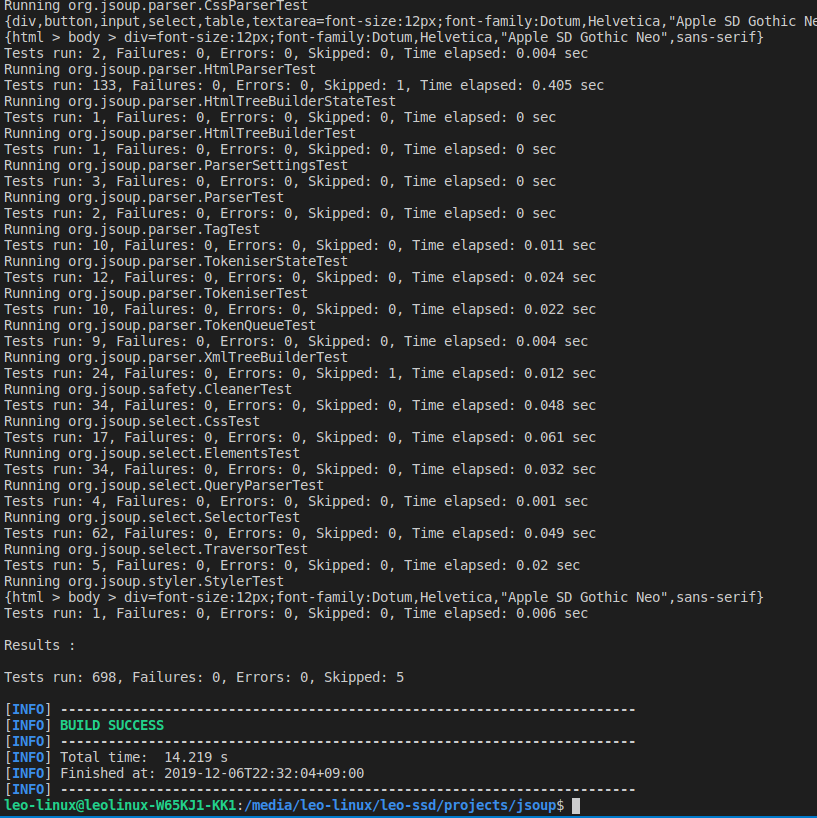 Running org.jsoup.parser.CssParserTest
{div,button,input,select,table,textarea=font-size:12px;font-family:Dotum,Helvetica,"Apple SD Gothic
{html > body > div=font-size:12px;font-family:Dotum,Helvetica,"Apple SD Gothic Neo",sans-serif}
Tests run: 2, Failures: 0, Errors: 0, Skipped: 0, Time elapsed: 0.004 sec
Running org.jsoup.parser.HtmlParserTest
Tests run: 133, Failures: 0, Errors: 0, Skipped: 1, Time elapsed: 0.405 sec
Running org.jsoup.parser.HtmlTreeBuilderStateTest
Tests run: 1, Failures: 0, Errors: 0, Skipped: 0, Time elapsed: 0 sec
Running org.jsoup.parser.HtmlTreeBuilderTest
Tests run: 1, Failures: 0, Errors: 0, Skipped: 0, Time elapsed: 0 sec
Running org.jsoup.parser.ParserSettingsTest
Tests run: 3, Failures: 0, Errors: 0, Skipped: 0, Time elapsed: 0 sec
Running org.jsoup.parser.ParserTest
Tests run: 2, Failures: 0, Errors: 0, Skipped: 0, Time elapsed: 0 sec
Running org.jsoup.parser.TagTest
Tests run: 10, Failures: 0, Errors: 0, Skipped: 0, Time elapsed: 0.011 sec
Running org.jsoup.parser.TokeniserStateTest
Tests run: 12, Failures: 0, Errors: 0, Skipped: 0, Time elapsed: 0.024 sec
Running org.jsoup.parser.TokeniserTest
Tests run: 10, Failures: 0, Errors: 0, Skipped: 0, Time elapsed: 0.022 sec
Running org.jsoup.parser.TokenQueueTest
Tests run: 9, Failures: 0, Errors: 0, Skipped: 0, Time elapsed: 0.004 sec
Running org.jsoup.parser.XmlTreeBuilderTest
Tests run: 24, Failures: 0, Errors: 0, Skipped: 1, Time elapsed: 0.012 sec
Running org.jsoup.safety.CleanerTest
Tests run: 34, Failures: 0, Errors: 0, Skipped: 0, Time elapsed: 0.048 sec
Running org.jsoup.select.CssTest
Tests run: 17, Failures: 0, Errors: 0, Skipped: 0, Time elapsed: 0.061 sec
Running org.jsoup.select.ElementsTest
Tests run: 34, Failures: 0, Errors: 0, Skipped: 0, Time elapsed: 0.032 sec
Running org.jsoup.select.QueryParserTest
Tests run: 4, Failures: 0, Errors: 0, Skipped: 0, Time elapsed: 0.001 sec
Running org.jsoup.select.SelectorTest
Tests run: 62, Failures: 0, Errors: 0, Skipped: 0, Time elapsed: 0.049 sec
Running org.jsoup.select.TraversorTest
Tests run: 5, Failures: 0, Errors: 0, Skipped: 0, Time elapsed: 0.02 sec
Running org.jsoup.styler.StylerTest
{html > body > div=font-size:12px;font-family:Dotum,Helvetica,"Apple SD Gothic Neo",sans-serif}
Tests run: 1, Failures: 0, Errors: 0, Skipped: 0, Time elapsed: 0.006 sec
Results :
Tests run: 698, Failures: 0, Errors: 0, Skipped: 5
[INFO] ------------------------------------------------------------------------
[INFO] BUILD SUCCESS
[INFO] ------------------------------------------------------------------------
[INFO] Total time:  14.219 s
[INFO] Finished at: 2019-12-06T22:32:04+09:00
[INFO] ------------------------------------------------------------------------
leo-linux@leolinux-W65KJ1-KK1:/media/leo-linux/leo-ssd/projects/jsoup$